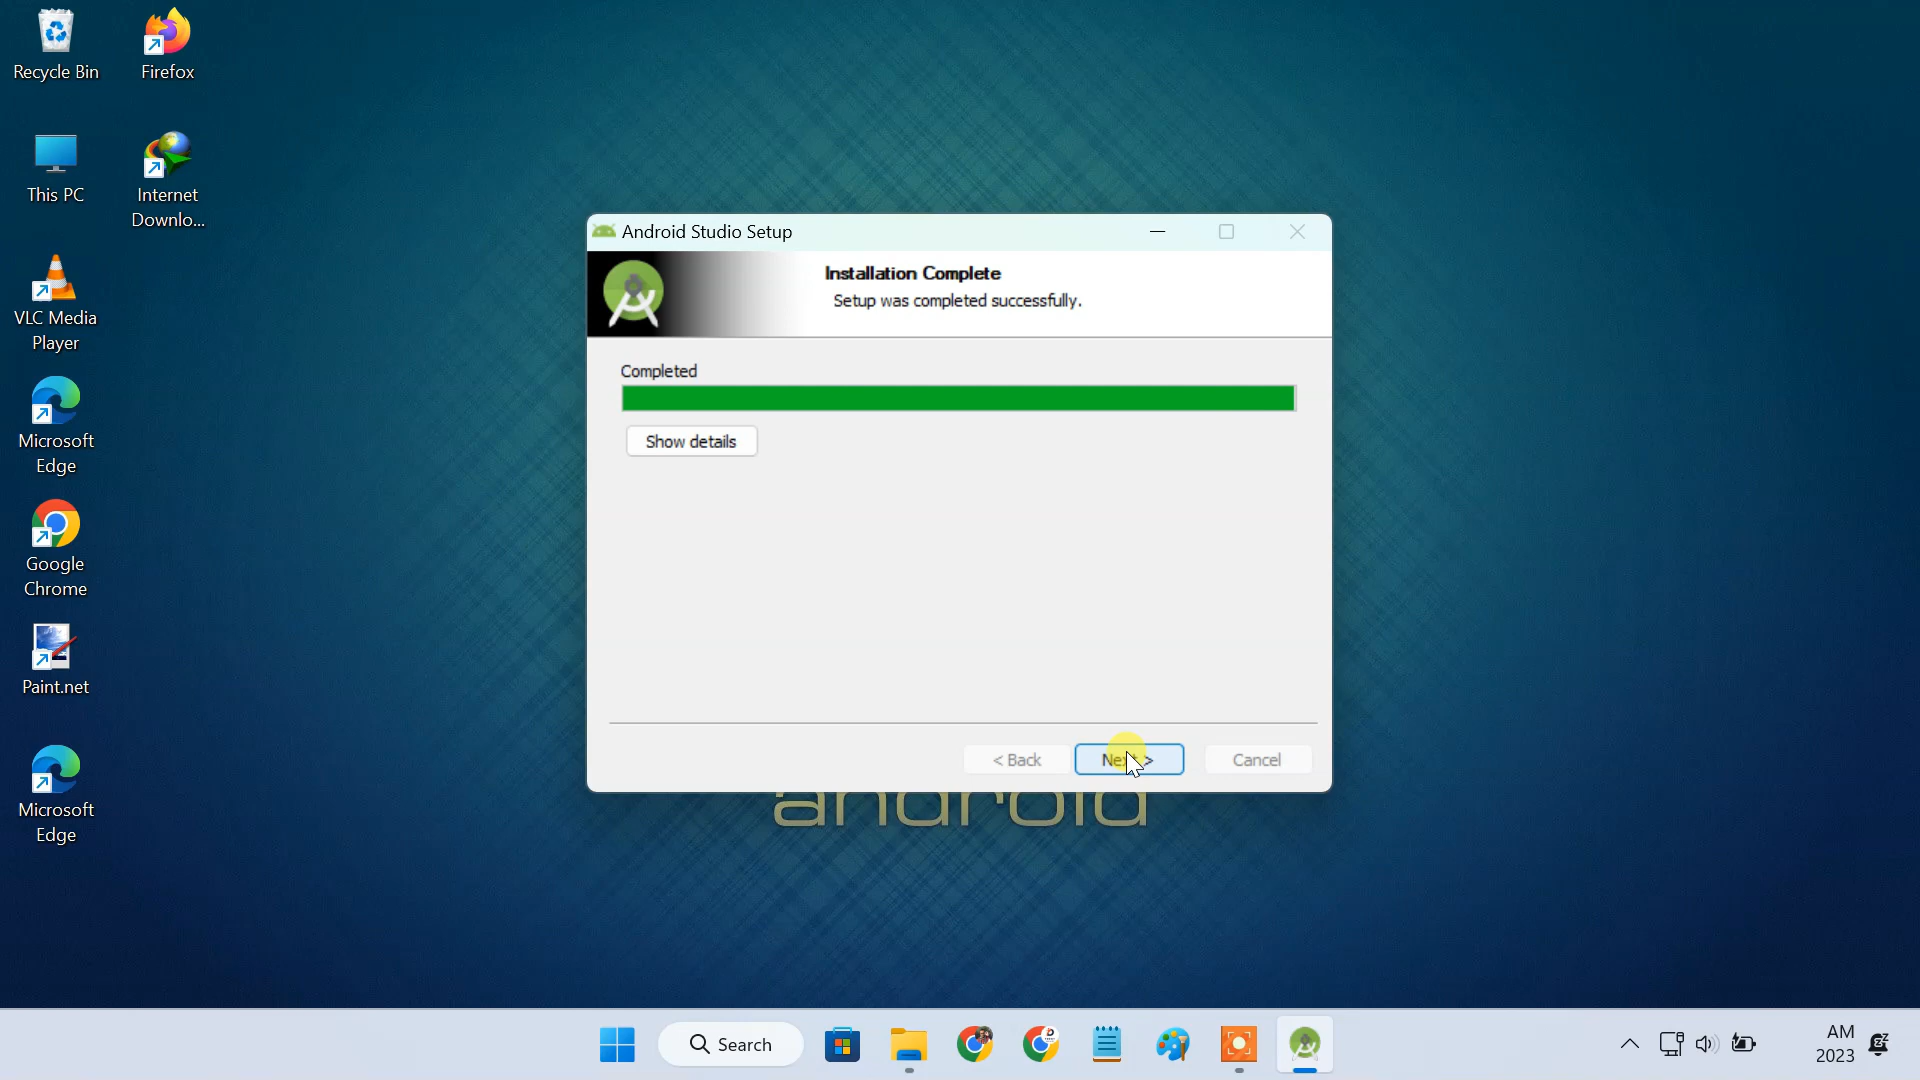 Recycle Bin
Firefox
This PC
Internet
Downlo...
VLC Media
Player
Microsoft
Edge
Google
Chrome
Paint.net
Microsoft
Edge
Android Studio Setup
Installation Complete
Setup was completed successfully.
Completed
Show details
< Back
Next >
Cancel
android
Search
AM
2023